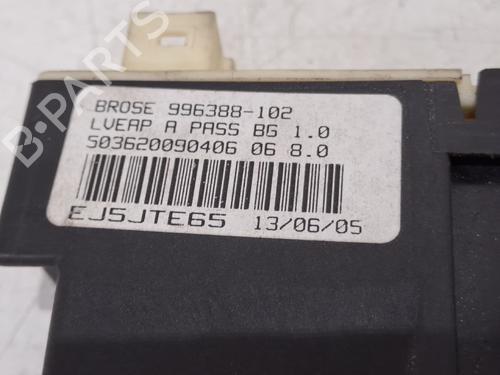 BROSE 996388-102
LVEAP A PASS BG 1.0
S03620090406 06 8.0
EJ5JTE65 13/06/05
B-PARTS